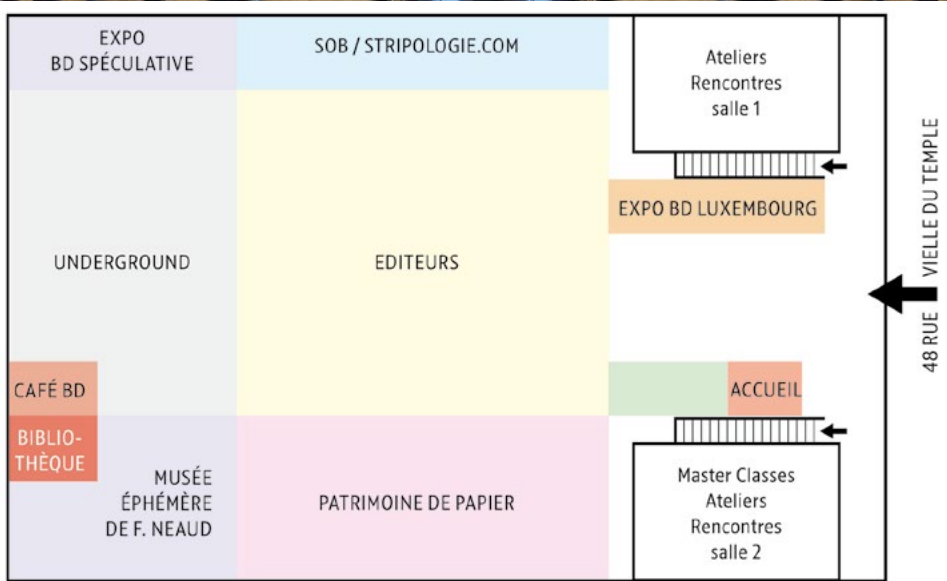 EXPO
BD SPÉCULATIVE
SOB / STRIPOLOGIE.COM
Ateliers
Rencontres
salle 1
EXPO BD LUXEMBOURG
UNDERGROUND
EDITEURS
48 RUE VIELLE DU TEMPLE
CAFÉ BD
ACCUEIL
BIBLIO-
THÈQUE
MUSÉE
ÉPHÉMÈRE
DE F. NEAUD
PATRIMOINE DE PAPIER
Master Classes
Ateliers
Rencontres
salle 2